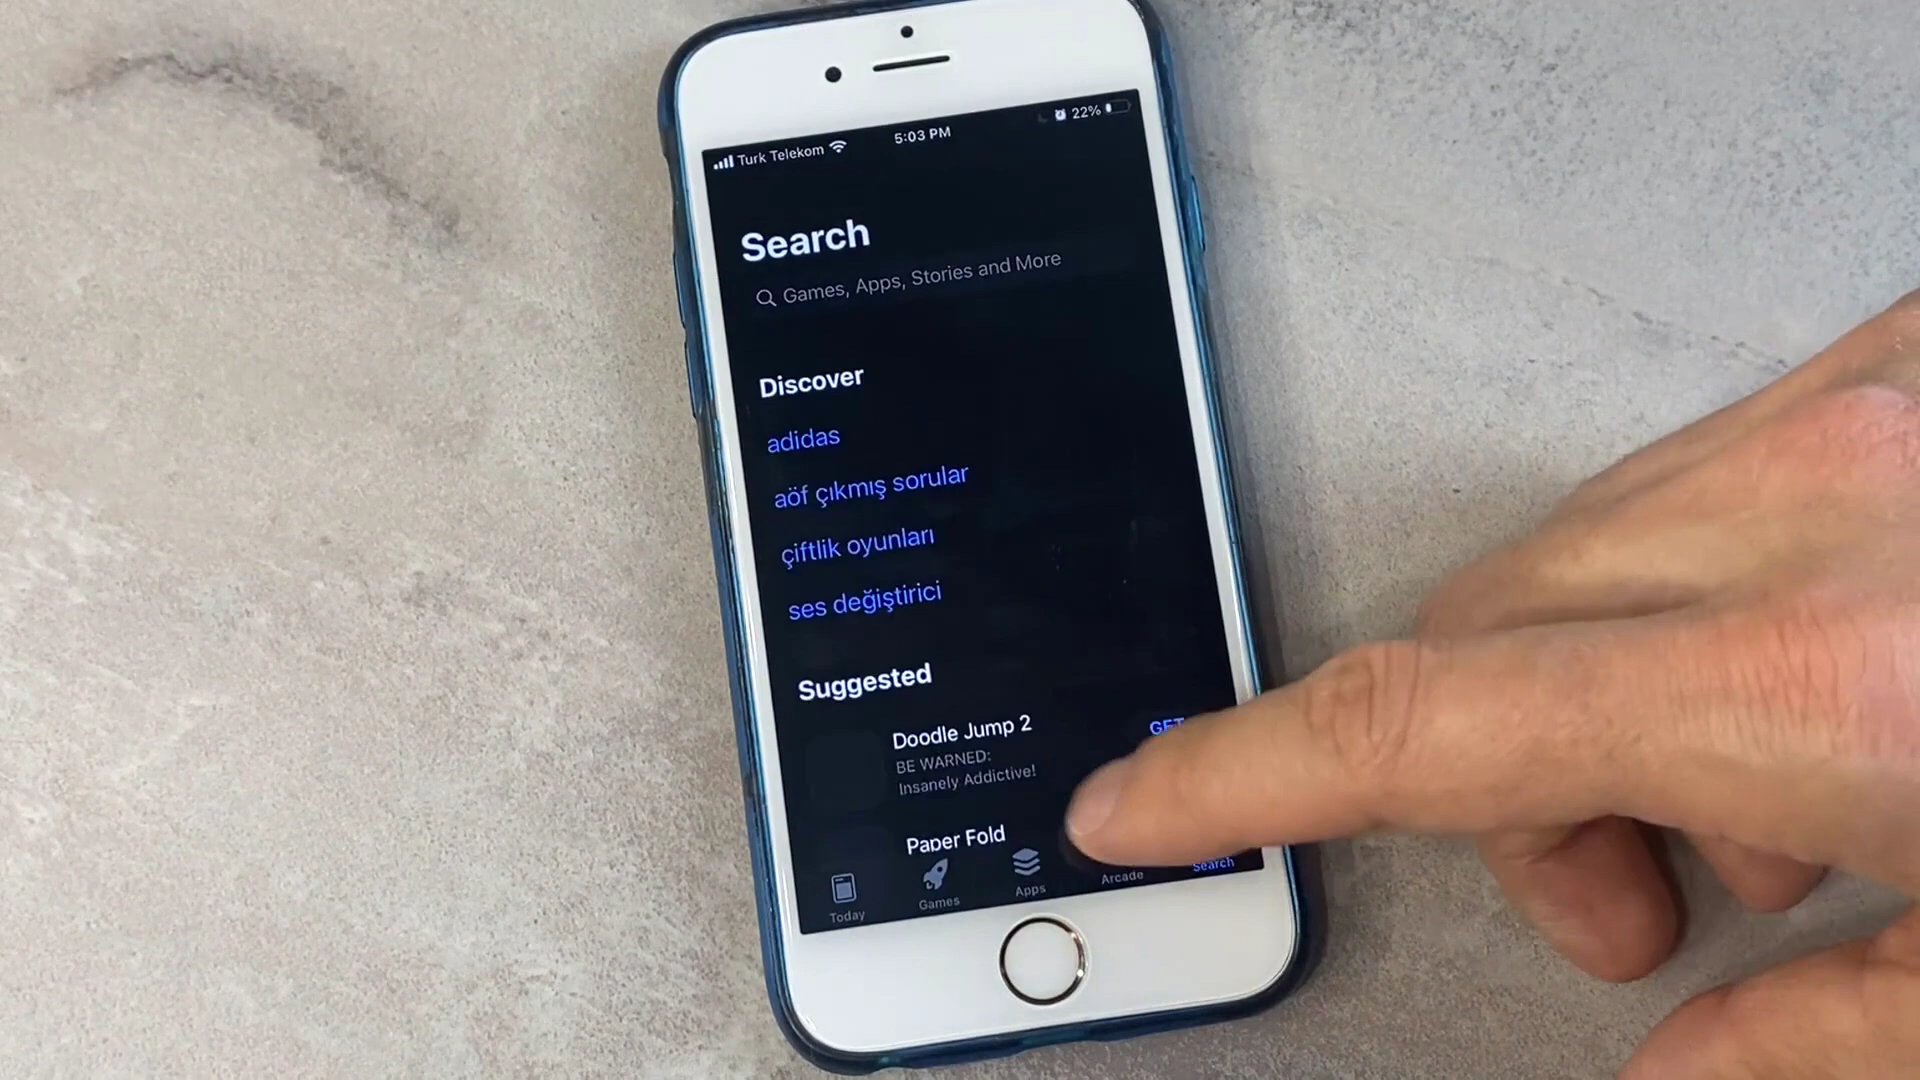 Turk Telekom
5:03 PM
22%
Search
Games, Apps, Stories and More
Discover
adidas
aöf çıkmış sorular
çiftlik oyunları
ses değiştirici
Suggested
Doodle Jump 2
GET
BE WARNED:
Insanely Addictive!
Paper Fold
Today
Games
Apps
Arcade
Search